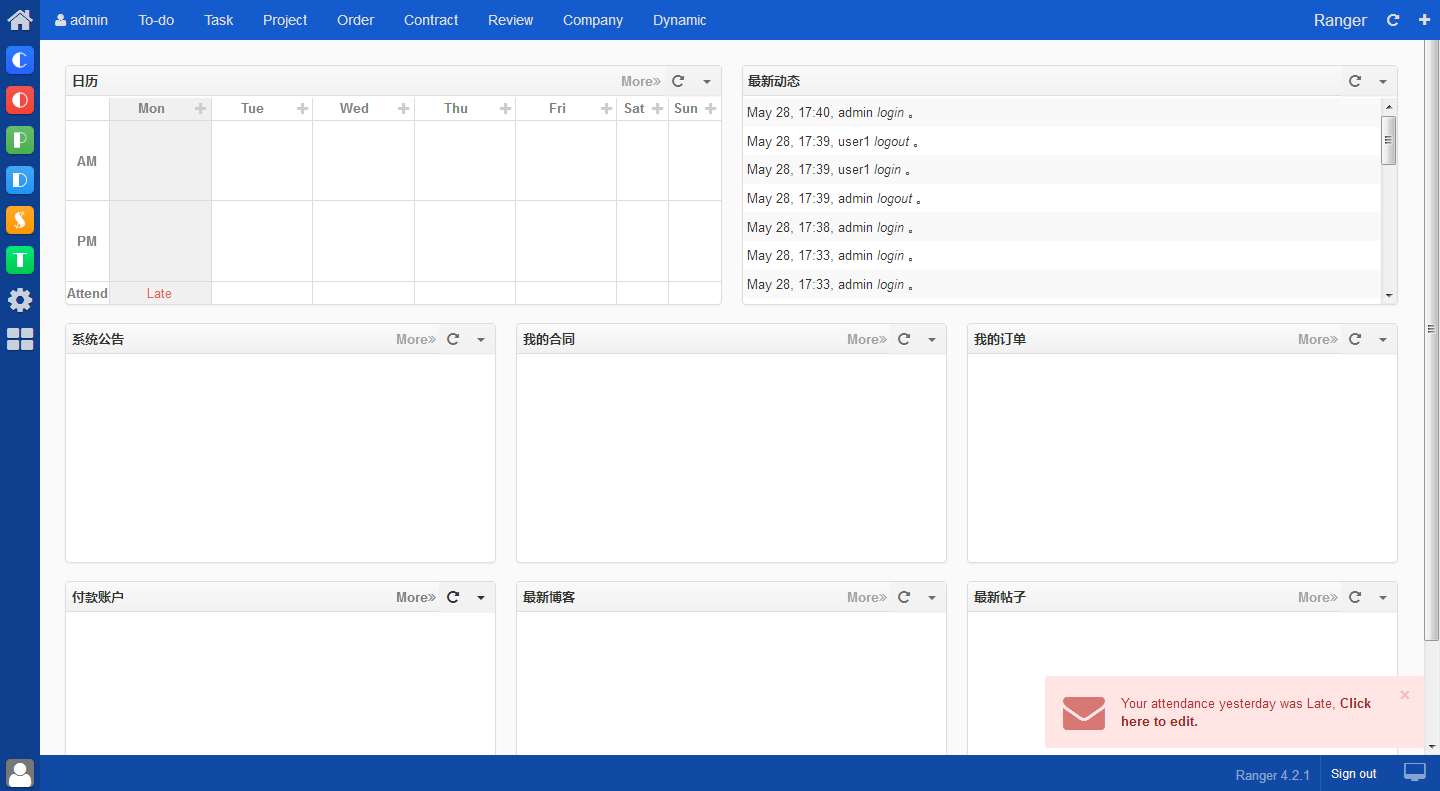 admin To-do Task Project Order Contract Review Company Dynamic Ranger
C
O
P
D
S
T
日历 More»
Mon Tue Wed Thu Fri Sat Sun
AM
PM
Attend Late
最新动态
May 28, 17:40, admin login 。
May 28, 17:39, user1 logout 。
May 28, 17:39, user1 login 。
May 28, 17:39, admin logout 。
May 28, 17:38, admin login 。
May 28, 17:33, admin login 。
May 28, 17:33, admin login 。
系统公告 More»
我的合同 More»
我的订单 More»
付款账户 More»
最新博客 More»
最新帖子 More»
Your attendance yesterday was Late, Click
here to edit.
Ranger 4.2.1 Sign out